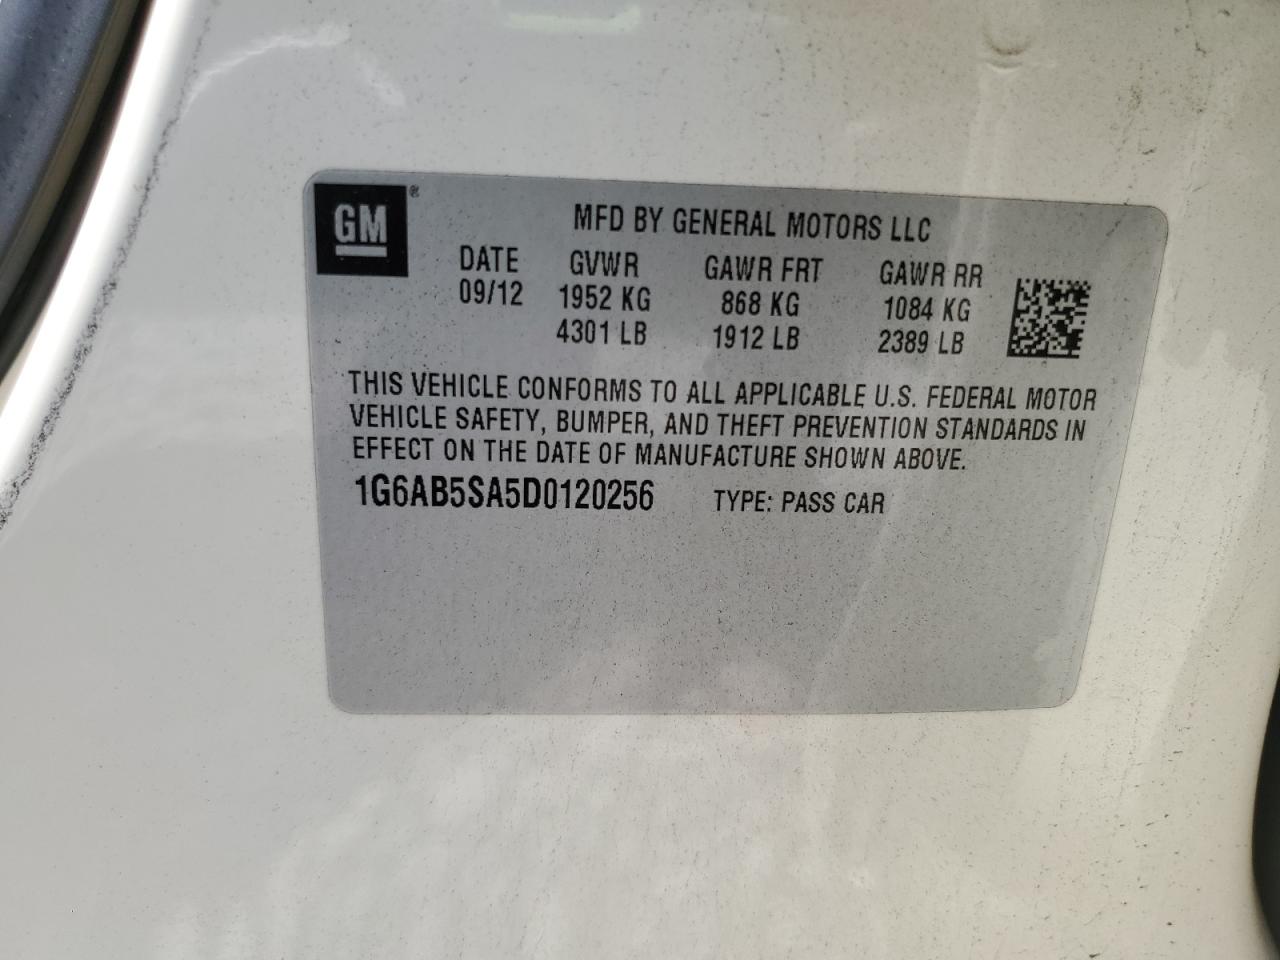 GM®
MFD BY GENERAL MOTORS LLC
DATE GVWR GAWR FRT GAWR RR
09/12 1952 KG 868 KG 1084 KG
4301 LB 1912 LB 2389 LB
THIS VEHICLE CONFORMS TO ALL APPLICABLE U.S. FEDERAL MOTOR
VEHICLE SAFETY, BUMPER, AND THEFT PREVENTION STANDARDS IN
EFFECT ON THE DATE OF MANUFACTURE SHOWN ABOVE.
1G6AB5SA5D0120256 TYPE: PASS CAR